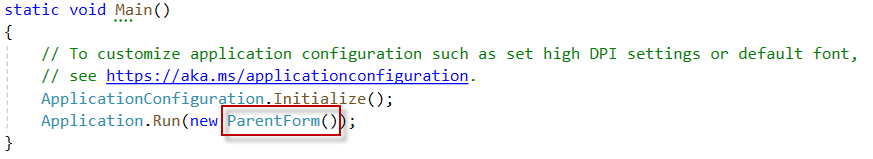 static void Main()
{
// To customize application configuration such as set high DPI settings or default font,
// see https://aka.ms/applicationconfiguration.
ApplicationConfiguration.Initialize();
Application.Run(new ParentForm());
}